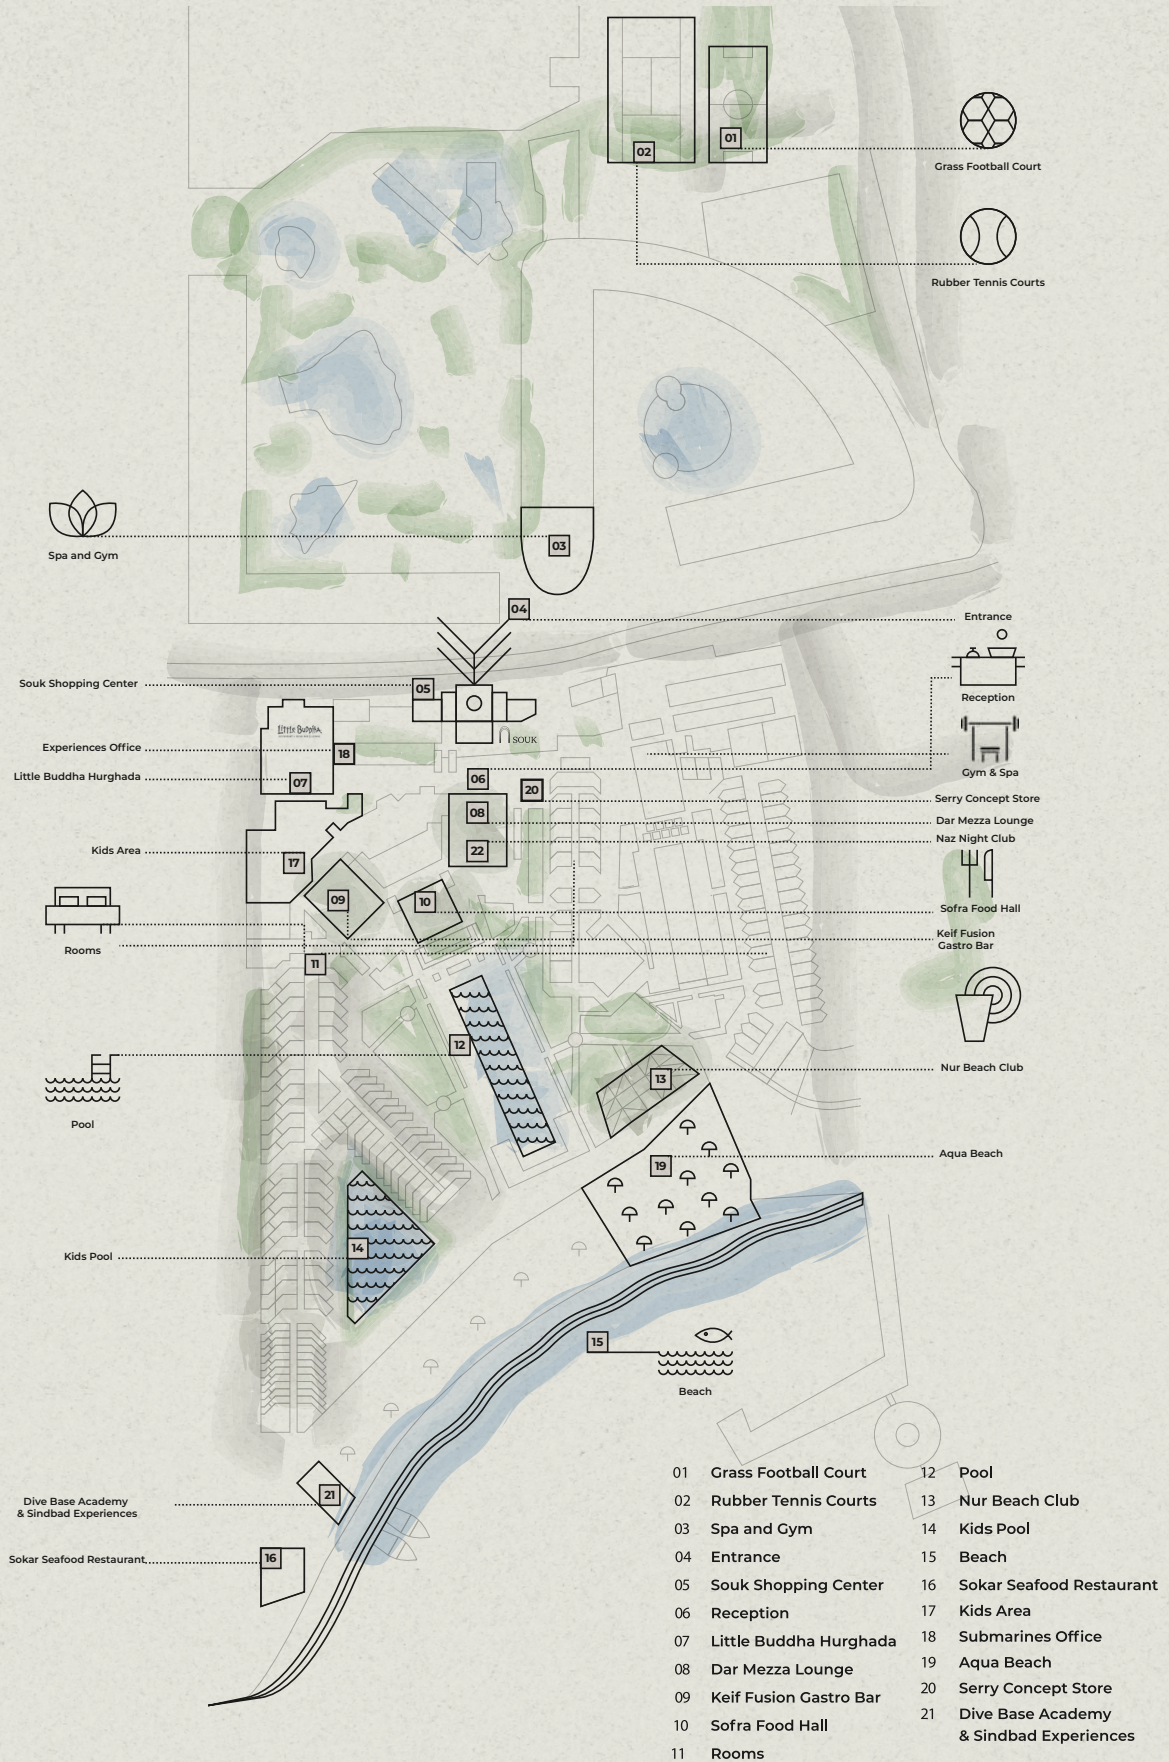 02
01
Grass Football Court
Rubber Tennis Courts
03
Spa and Gym
04
Entrance
Souk Shopping Center
05
Reception
Little Buddha
SOUK
Experiences Office
18
Gym & Spa
Little Buddha Hurghada
07
06
20
Serry Concept Store
08
Dar Mezza Lounge
Naz Night Club
Kids Area
17
22
09
10
Sofra Food Hall
Keif Fusion
Gastro Bar
Rooms
11
12
Nur Beach Club
13
Pool
Aqua Beach
19
Kids Pool
14
15
Beach
21
Dive Base Academy
& Sindbad Experiences
Sokar Seafood Restaurant
16
01 Grass Football Court
02 Rubber Tennis Courts
03 Spa and Gym
04 Entrance
05 Souk Shopping Center
06 Reception
07 Little Buddha Hurghada
08 Dar Mezza Lounge
09 Keif Fusion Gastro Bar
10 Sofra Food Hall
11 Rooms
12 Pool
13 Nur Beach Club
14 Kids Pool
15 Beach
16 Sokar Seafood Restaurant
17 Kids Area
18 Submarines Office
19 Aqua Beach
20 Serry Concept Store
21 Dive Base Academy
& Sindbad Experiences